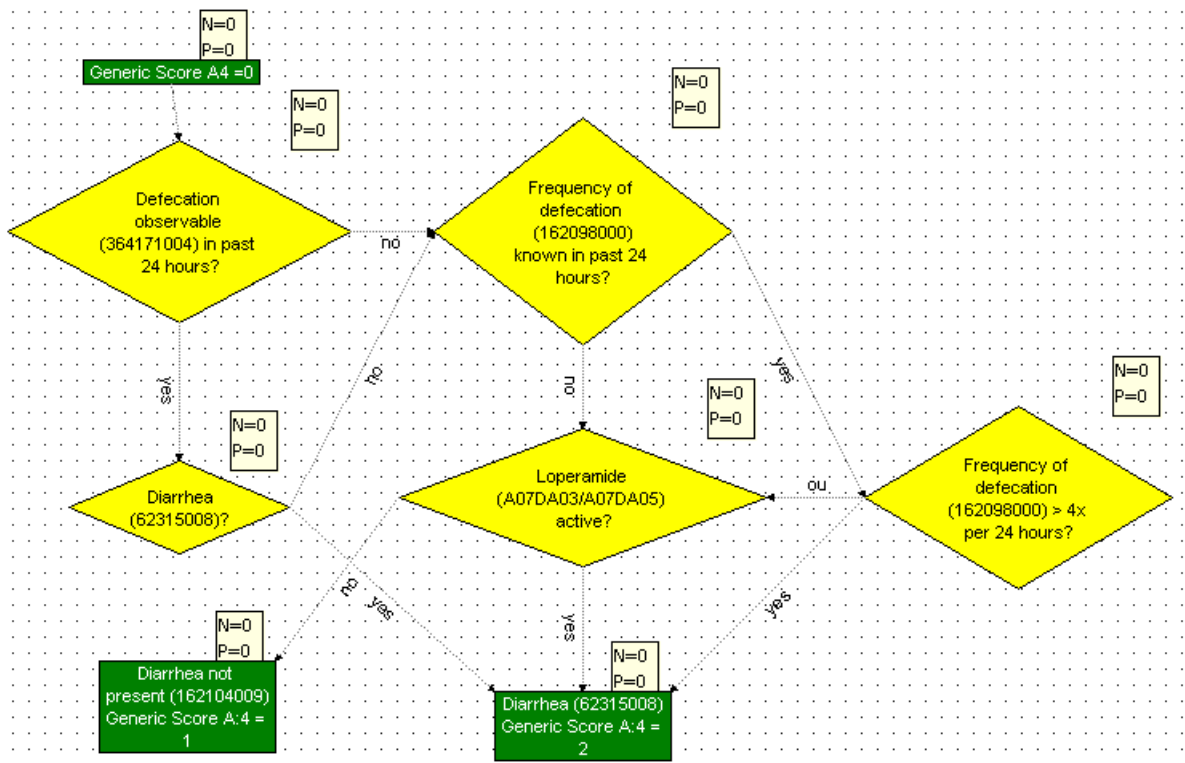 N=0
P=0
Generic Score A4 =0
N=0
P=0
N=0
P=0
Defecation
observable
(364171004) in past
24 hours?
no
Frequency of
defecation
(162098000)
known in past 24
hours?
yes
no
no
yes
N=0
P=0
N=0
P=0
N=0
P=0
Diarrhea
(62315008)?
Loperamide
(A07DA03/A07DA05)
active?
no
Frequency of
defecation
(162098000) > 4x
per 24 hours?
no
yes
yes
yes
N=0
P=0
Diarrhea not
present (162104009)
Generic Score A:4 =
1
N=0
P=0
Diarrhea (62315008)
Generic Score A:4 =
2